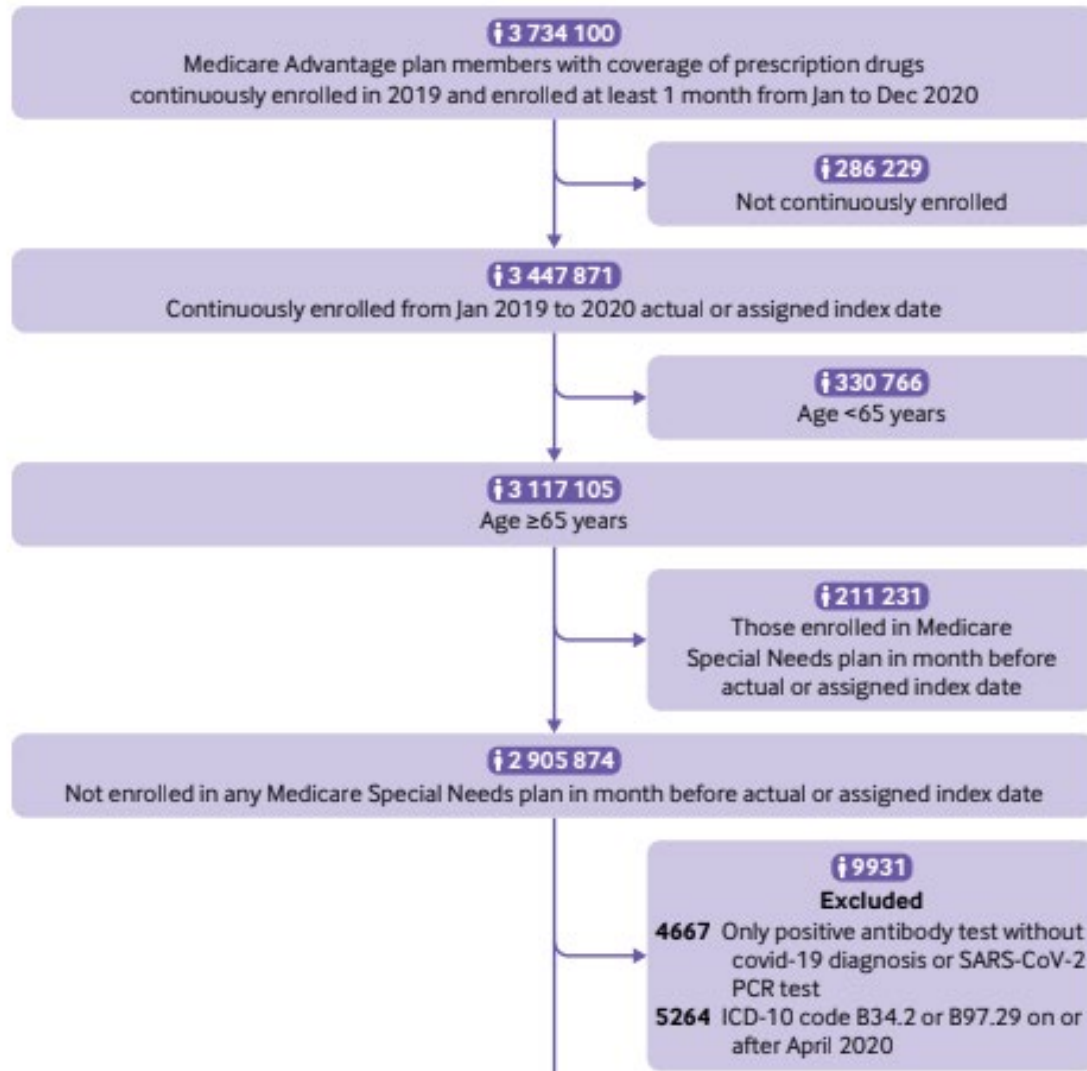 3 734 100
Medicare Advantage plan members with coverage of prescription drugs
continuously enrolled in 2019 and enrolled at least 1 month from Jan to Dec 2020
286 229
Not continuously enrolled
3 447 871
Continuously enrolled from Jan 2019 to 2020 actual or assigned index date
330 766
Age <65 years
3 117 105
Age ≥65 years
211 231
Those enrolled in Medicare
Special Needs plan in month before
actual or assigned index date
2 905 874
Not enrolled in any Medicare Special Needs plan in month before actual or assigned index date
9931
Excluded
4667 Only positive antibody test without
covid-19 diagnosis or SARS-CoV-2
PCR test
5264 ICD-10 code B34.2 or B97.29 on or
after April 2020